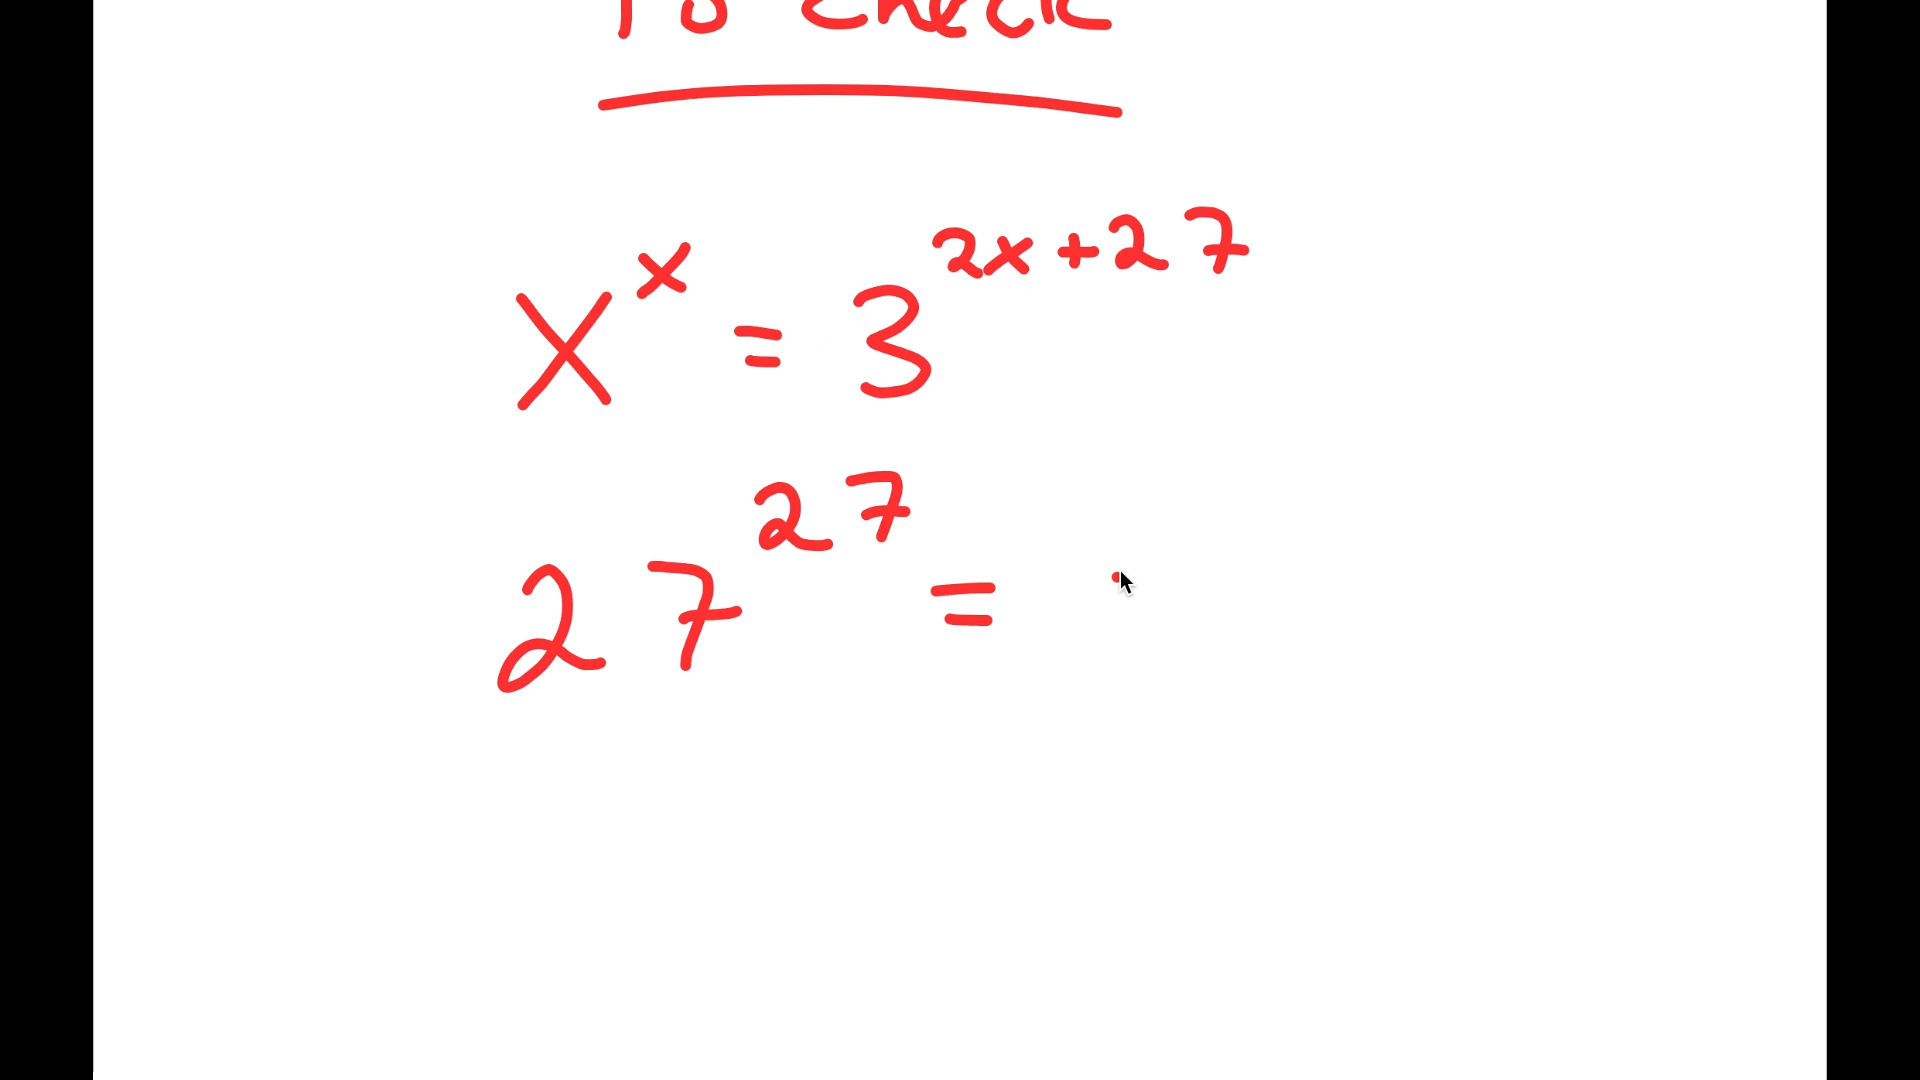 To check
x^x = 3^{2x+27}
27^{27} =